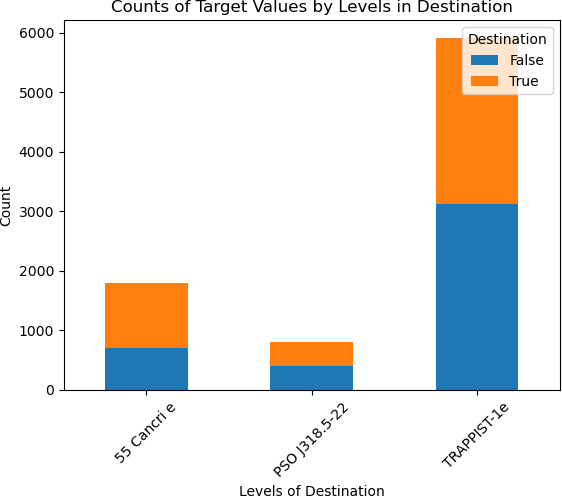 Counts of Target Values by Levels in Destination
Destination
False
True
6000
5000
4000
3000
2000
1000
0
Count
55 Cancri e
PSO J318.5-22
TRAPPIST-1e
Levels of Destination